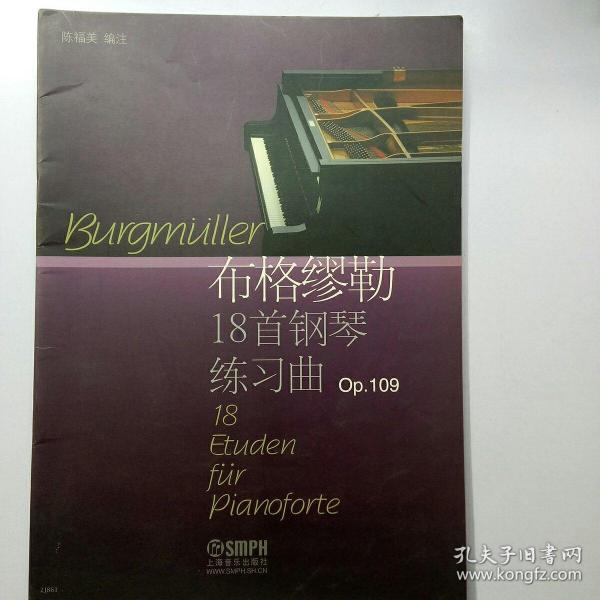 陈福美 编注
Burgmüller
布格缪勒
18首钢琴
练习曲 Op.109
18
Etuden
für
Pianoforte
SMPH
上海音乐出版社
WWW.SMPH.SH.CN
孔夫子旧书网
www.kongfz.com